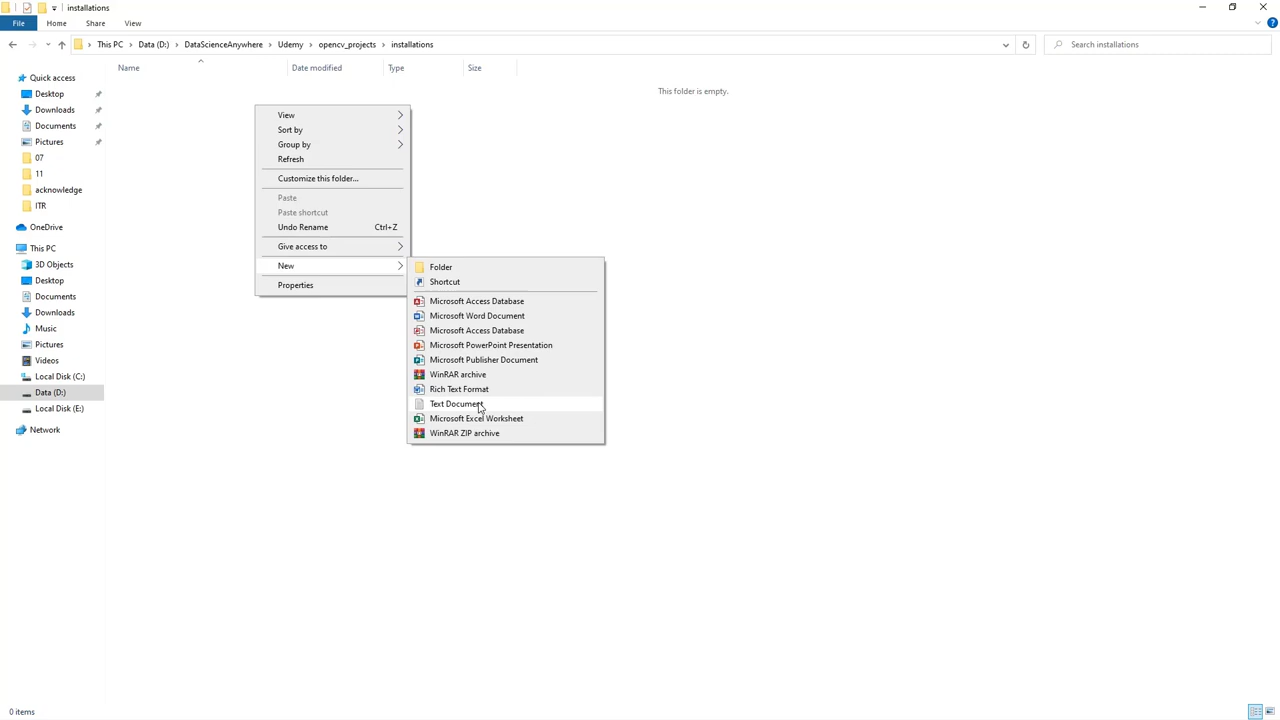 installations
File Home Share View
This PC Data (D:) DataScienceAnywhere Udemy opencv_projects installations Search installations
Name Date modified Type Size
This folder is empty.
Quick access
Desktop
Downloads
Documents
Pictures
07
11
acknowledge
ITR
OneDrive
This PC
3D Objects
Desktop
Documents
Downloads
Music
Pictures
Videos
Local Disk (C:)
Data (D:)
Local Disk (E:)
Network
View
Sort by
Group by
Refresh
Customize this folder...
Paste
Paste shortcut
Undo Rename Ctrl+Z
Give access to
New
Properties
Folder
Shortcut
Microsoft Access Database
Microsoft Word Document
Microsoft Access Database
Microsoft PowerPoint Presentation
Microsoft Publisher Document
WinRAR archive
Rich Text Format
Text Document
Microsoft Excel Worksheet
WinRAR ZIP archive
0 items